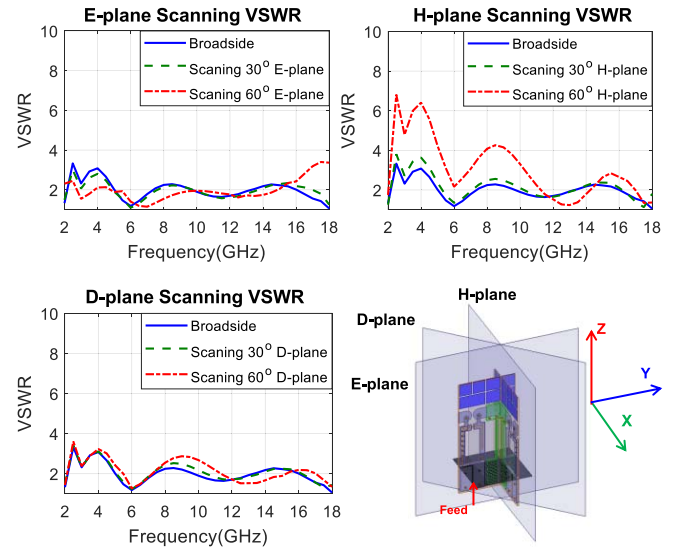 E-plane Scanning VSWR
10
8
6
4
2
VSWR
Broadside
Scaning 30° E-plane
Scaning 60° E-plane
2 4 6 8 10 12 14 16 18
Frequency(GHz)
H-plane Scanning VSWR
10
8
6
4
2
VSWR
Broadside
Scaning 30° H-plane
Scaning 60° H-plane
2 4 6 8 10 12 14 16 18
Frequency(GHz)
D-plane Scanning VSWR
10
8
6
4
2
VSWR
Broadside
Scaning 30° D-plane
Scaning 60° D-plane
2 4 6 8 10 12 14 16 18
Frequency(GHz)
H-plane
D-plane
E-plane
Z
Y
X
Feed